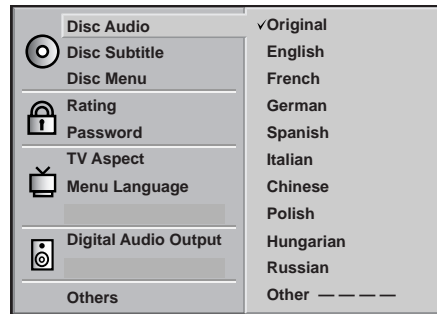 Disc Audio
Disc Subtitle
Disc Menu
Rating
Password
TV Aspect
Menu Language
Digital Audio Output
Others
✓Original
English
French
German
Spanish
Italian
Chinese
Polish
Hungarian
Russian
Other — — — —